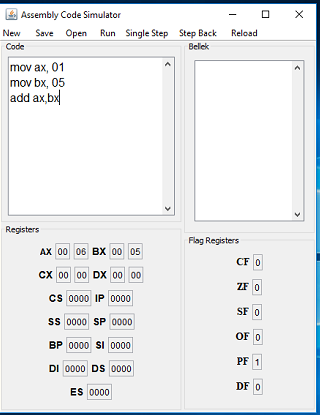 Assembly Code Simulator
New Save Open Run Single Step Step Back Reload
Code
mov ax, 01
mov bx, 05
add ax,bx
Bellek
Registers
AX 00 06 BX 00 05
CX 00 00 DX 00 00
CS 0000 IP 0000
SS 0000 SP 0000
BP 0000 SI 0000
DI 0000 DS 0000
ES 0000
Flag Registers
CF 0
ZF 0
SF 0
OF 0
PF 1
DF 0